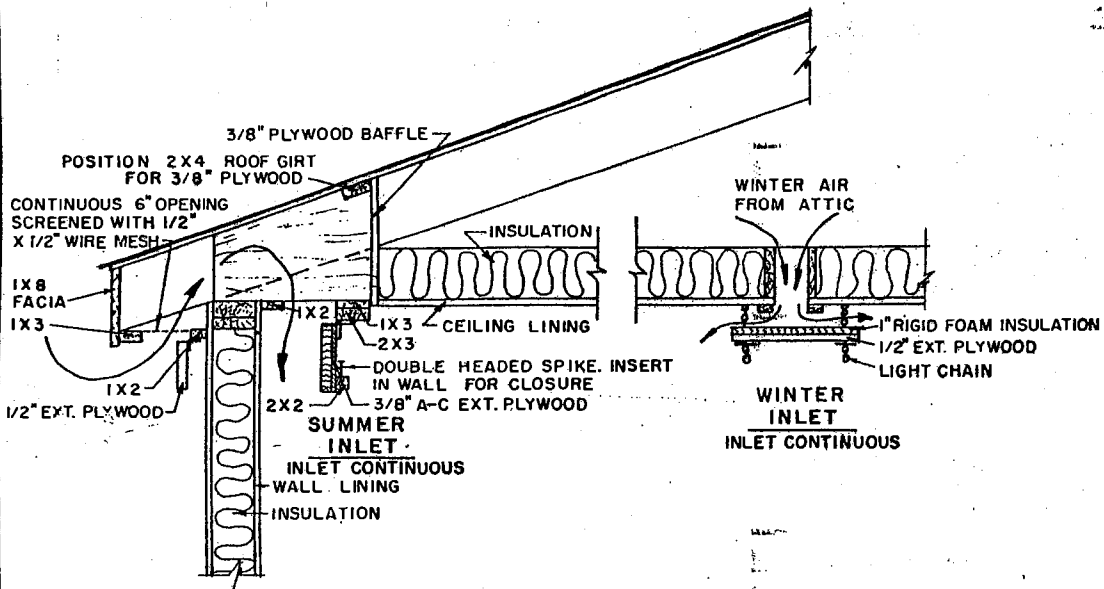 3/8" PLYWOOD BAFFLE
POSITION 2X4 ROOF GIRT
FOR 3/8" PLYWOOD
CONTINUOUS 6" OPENING
SCREENED WITH 1/2"
X 1/2" WIRE MESH
1X8
FACIA
1X3
1X2
1/2" EXT. PLYWOOD
1X2
1X3
2X3
CEILING LINING
INSULATION
DOUBLE HEADED SPIKE. INSERT
IN WALL FOR CLOSURE
2X2
3/8" A-C EXT. PLYWOOD
SUMMER
INLET
INLET CONTINUOUS
WALL LINING
INSULATION
WINTER AIR
FROM ATTIC
1" RIGID FOAM INSULATION
1/2" EXT. PLYWOOD
LIGHT CHAIN
WINTER
INLET
INLET CONTINUOUS